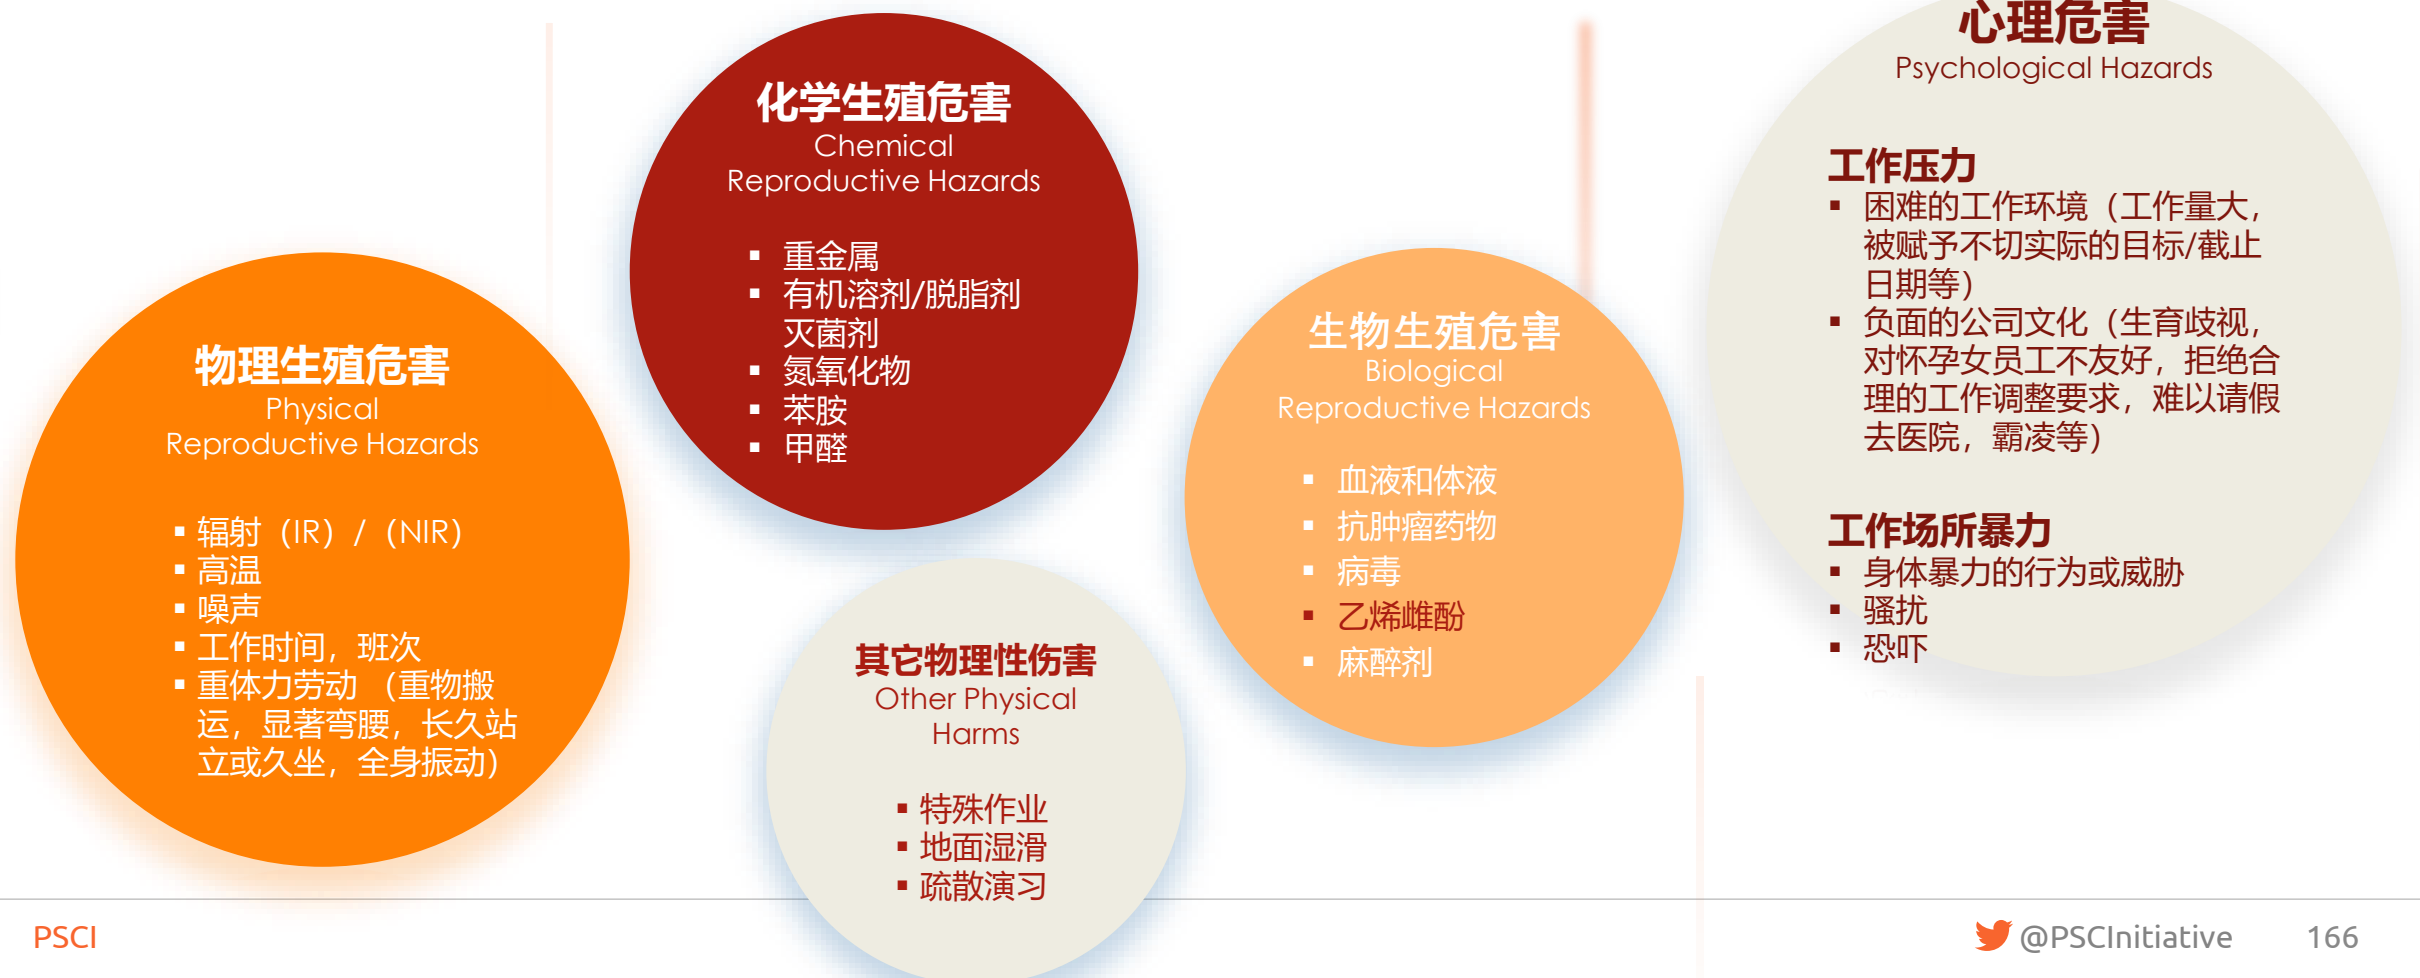 物理生殖危害
Physical
Reproductive Hazards
▪ 辐射（IR）/（NIR）
▪ 高温
▪ 噪声
▪ 工作时间，班次
▪ 重体力劳动 （重物搬
运，显著弯腰，长久站
立或久坐，全身振动）
化学生殖危害
Chemical
Reproductive Hazards
▪ 重金属
▪ 有机溶剂/脱脂剂
灭菌剂
▪ 氮氧化物
▪ 苯胺
▪ 甲醛
其它物理性伤害
Other Physical
Harms
▪ 特殊作业
▪ 地面湿滑
▪ 疏散演习
生物生殖危害
Biological
Reproductive Hazards
▪ 血液和体液
▪ 抗肿瘤药物
▪ 病毒
▪ 乙烯雌酚
▪ 麻醉剂
心理危害
Psychological Hazards
工作压力
▪ 困难的工作环境（工作量大，
被赋予不切实际的目标/截止
日期等）
▪ 负面的公司文化（生育歧视，
对怀孕女员工不友好，拒绝合
理的工作调整要求，难以请假
去医院，霸凌等）
工作场所暴力
▪ 身体暴力的行为或威胁
▪ 骚扰
▪ 恐吓
PSCI
@PSCInitiative
166